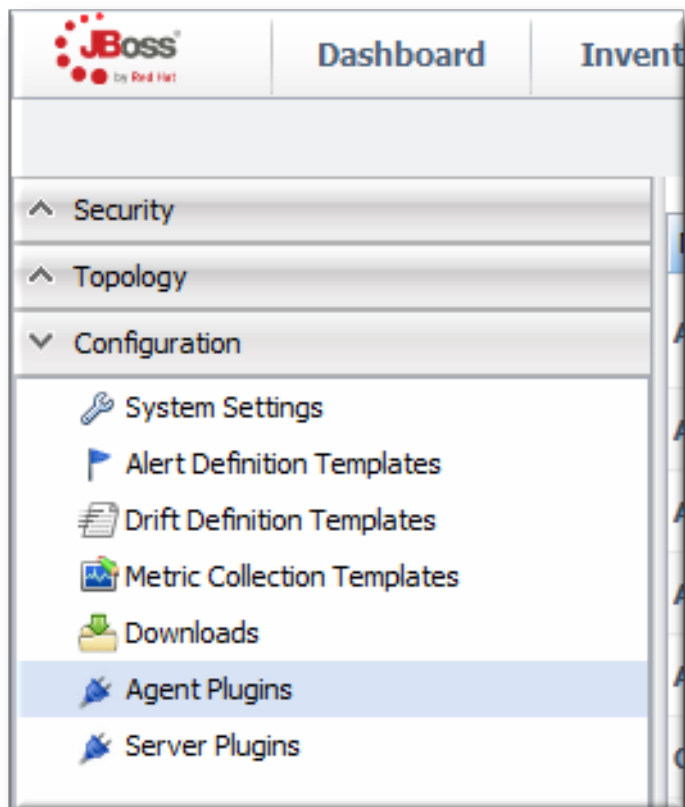 JBoss
by Red Hat
Dashboard
Invent
Security
Topology
Configuration
System Settings
Alert Definition Templates
Drift Definition Templates
Metric Collection Templates
Downloads
Agent Plugins
Server Plugins